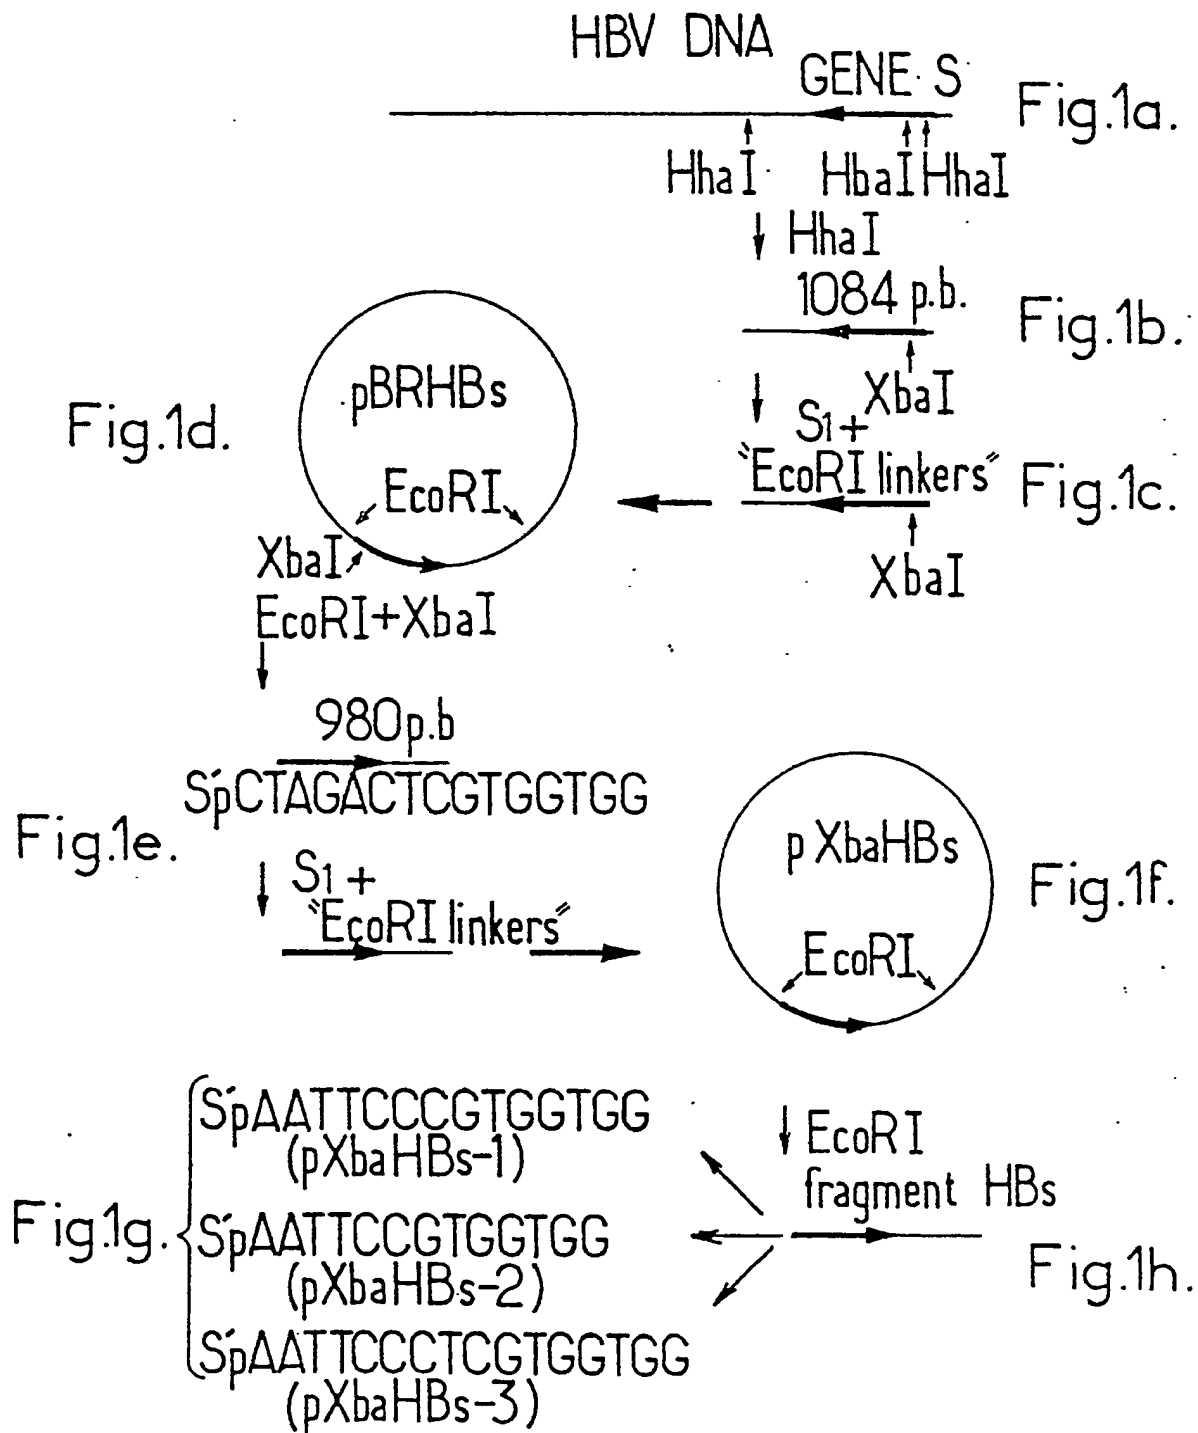 HBV DNA
GENE S
Fig.1a.
HhaI HbaI HhaI
HhaI
1084 p.b.
Fig.1b.
XbaI
S1+
"EcoRI linkers"
Fig.1c.
XbaI
Fig.1d.
pBRHBs
EcoRI
XbaI
EcoRI+XbaI
980p.b
S'pCTAGACTCGTGGTGG
Fig.1e.
S1+
"EcoRI linkers"
pXbaHBs
EcoRI
Fig.1f.
Fig.1g.
S'pAATTCCCGTGGTGG
(pXbaHBs-1)
S'pAATTCCGTGGTGG
(pXbaHBs-2)
S'pAATTCCCTCGTGGTGG
(pXbaHBs-3)
EcoRI
fragment HBs
Fig.1h.